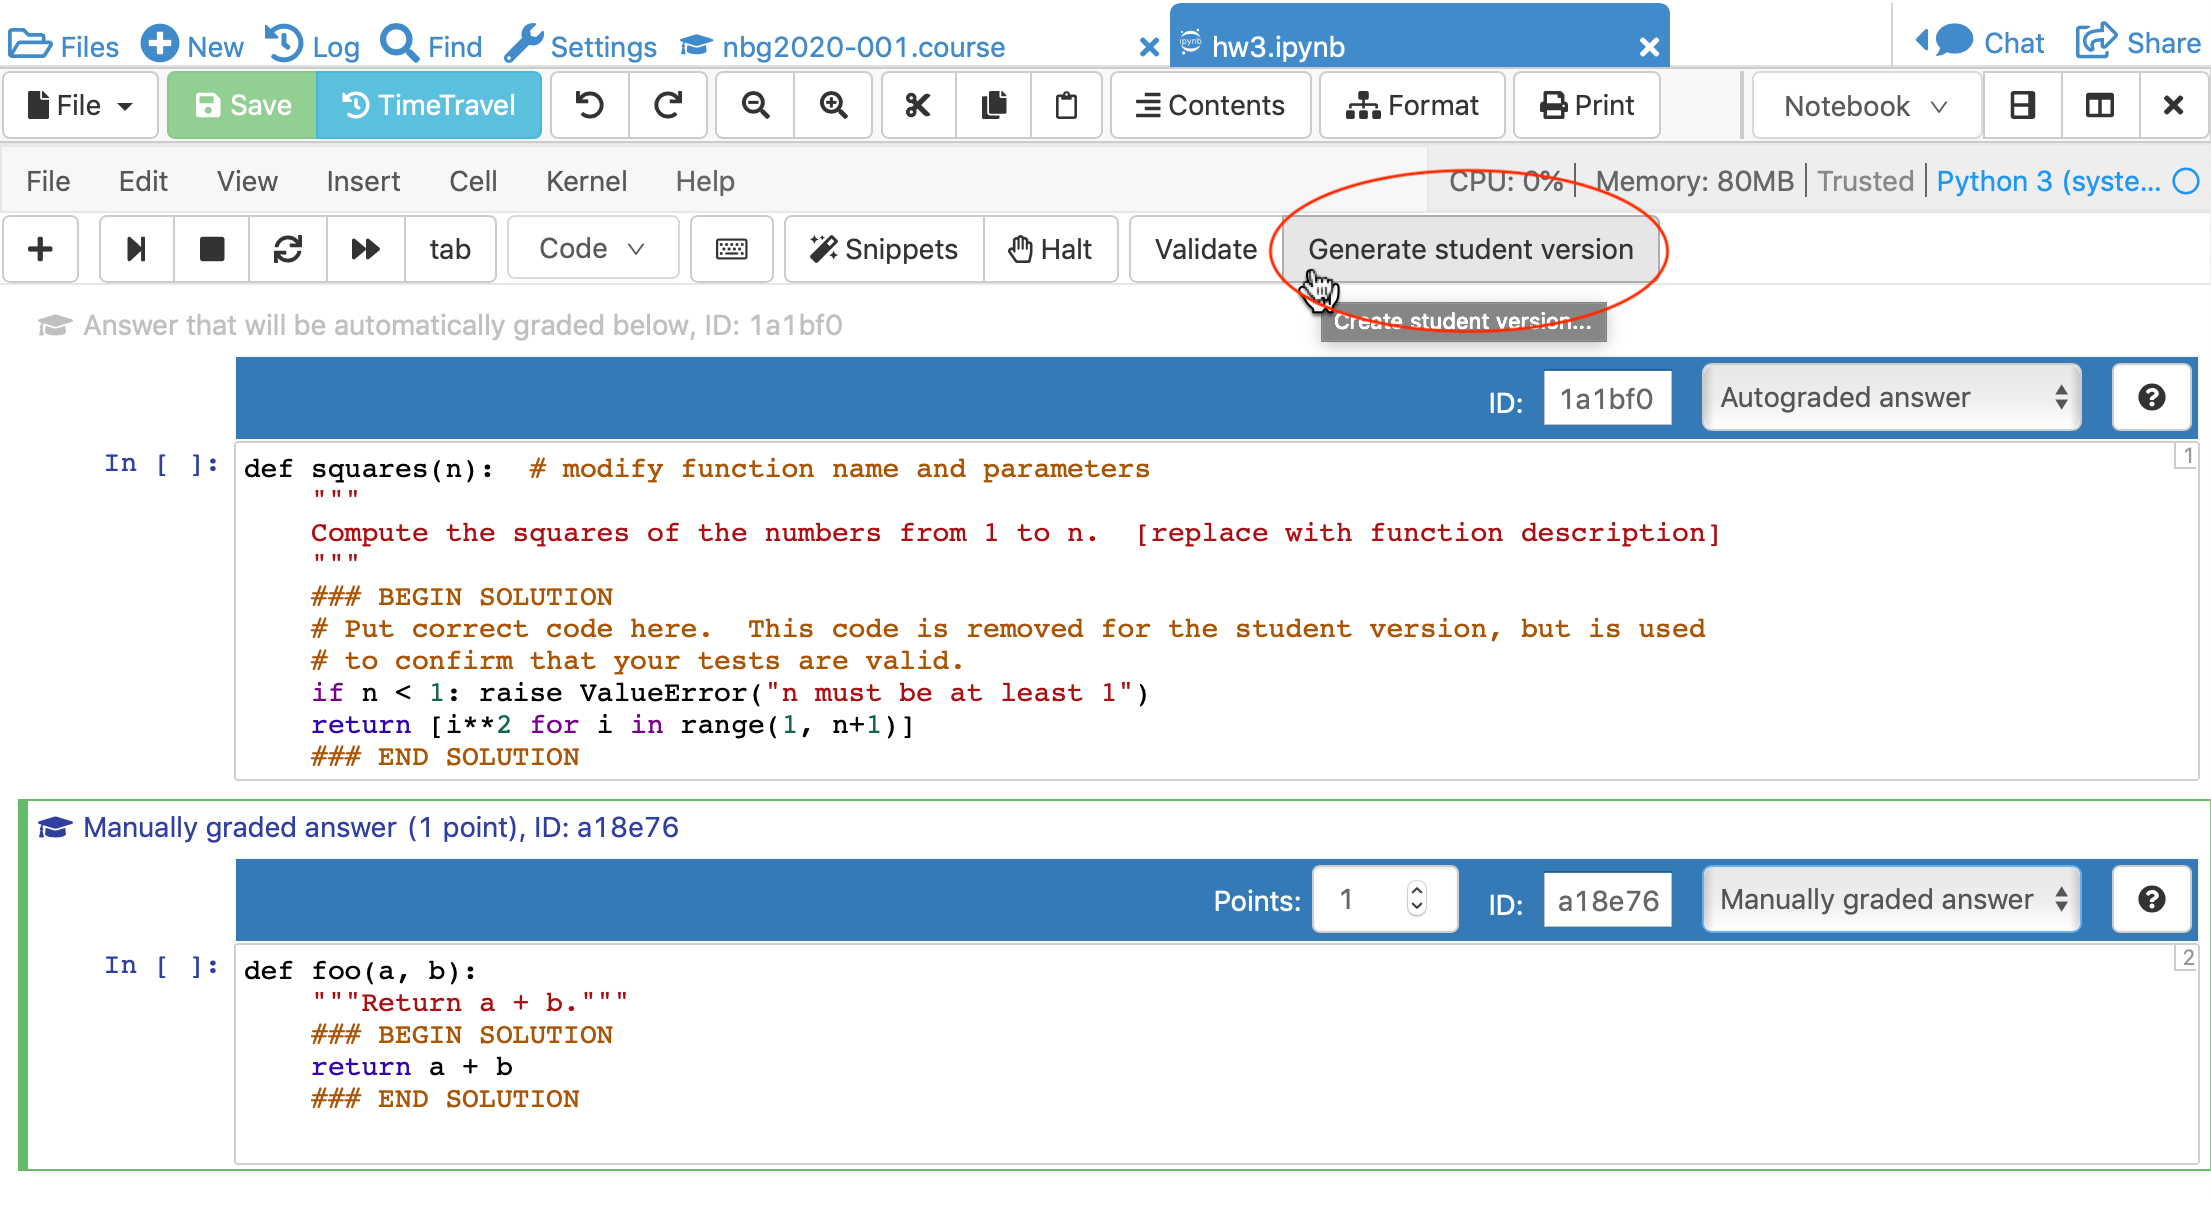 Files New Log Find Settings nbg2020-001.course hw3.ipynb Chat Share
File Save TimeTravel Contents Format Print Notebook
File Edit View Insert Cell Kernel Help CPU: 0% Memory: 80MB Trusted Python 3 (syste...
tab Code Snippets Halt Validate Generate student version
Create student version...
Answer that will be automatically graded below, ID: 1a1bf0
ID: 1a1bf0 Autograded answer
In [ ]:
1
def squares(n):  # modify function name and parameters
    """
    Compute the squares of the numbers from 1 to n.  [replace with function description]
    """
    ### BEGIN SOLUTION
    # Put correct code here.  This code is removed for the student version, but is used
    # to confirm that your tests are valid.
    if n < 1: raise ValueError("n must be at least 1")
    return [i**2 for i in range(1, n+1)]
    ### END SOLUTION
Manually graded answer (1 point), ID: a18e76
Points: 1 ID: a18e76 Manually graded answer
In [ ]:
2
def foo(a, b):
    """Return a + b."""
    ### BEGIN SOLUTION
    return a + b
    ### END SOLUTION